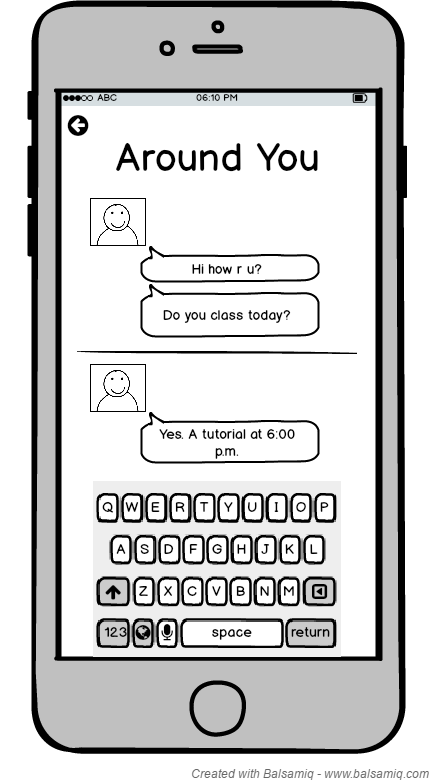 ABC 06:10 PM
Around You
Hi how r u?
Do you class today?
Yes. A tutorial at 6:00
p.m.
Q W E R T Y U I O P
A S D F G H J K L
Z X C V B N M
123 space return
Created with Balsamiq - www.balsamiq.com